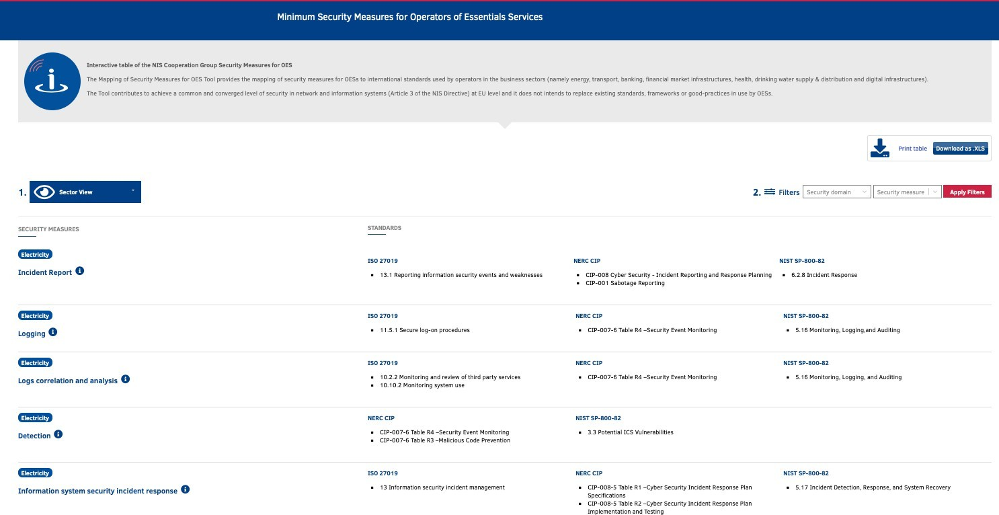 Minimum Security Measures for Operators of Essentials Services
Interactive table of the NIS Cooperation Group Security Measures for OES
The Mapping of Security Measures for OES Tool provides the mapping of security measures for OESs to international standards used by operators in the business sectors (namely energy, transport, banking, financial market infrastructures, health, drinking water supply & distribution and digital infrastructures).
The Tool contributes to achieve a common and converged level of security in network and information systems (Article 3 of the NIS Directive) at EU level and it does not intends to replace existing standards, frameworks or good-practices in use by OESs.
Print table Download as .XLS
1. Sector View
2. Filters Security domain Security measure Apply Filters
SECURITY MEASURES
STANDARDS
Electricity
Incident Report
ISO 27019
▪ 13.1 Reporting information security events and weaknesses
NERC CIP
▪ CIP-008 Cyber Security - Incident Reporting and Response Planning
▪ CIP-001 Sabotage Reporting
NIST SP-800-82
▪ 6.2.8 Incident Response
Electricity
Logging
ISO 27019
▪ 11.5.1 Secure log-on procedures
NERC CIP
▪ CIP-007-6 Table R4 –Security Event Monitoring
NIST SP-800-82
▪ 5.16 Monitoring, Logging,and Auditing
Electricity
Logs correlation and analysis
ISO 27019
▪ 10.2.2 Monitoring and review of third party services
▪ 10.10.2 Monitoring system use
NERC CIP
▪ CIP-007-6 Table R4 –Security Event Monitoring
NIST SP-800-82
▪ 5.16 Monitoring, Logging, and Auditing
Electricity
Detection
NERC CIP
▪ CIP-007-6 Table R4 –Security Event Monitoring
▪ CIP-007-6 Table R3 –Malicious Code Prevention
NIST SP-800-82
▪ 3.3 Potential ICS Vulnerabilities
Electricity
Information system security incident response
ISO 27019
▪ 13 Information security incident management
NERC CIP
▪ CIP-008-5 Table R1 –Cyber Security Incident Response Plan
Specifications
▪ CIP-008-5 Table R2 –Cyber Security Incident Response Plan
Implementation and Testing
NIST SP-800-82
▪ 5.17 Incident Detection, Response, and System Recovery